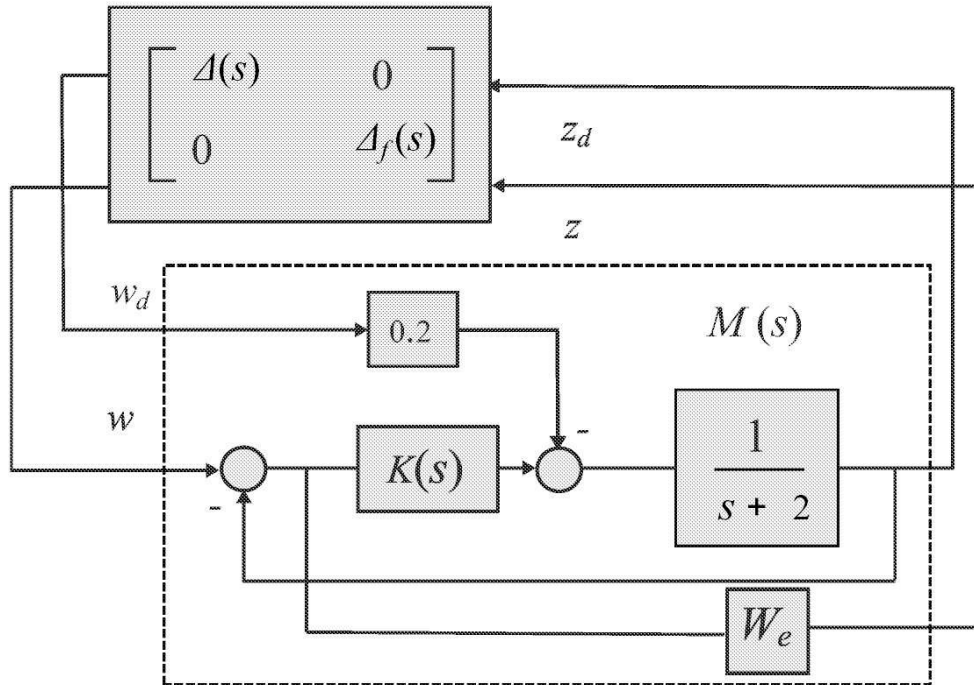 Δ(s) 0
0 Δ_f(s)
z_d
z
w_d
0.2
M(s)
w
-
-
K(s)
1
s + 2
W_e